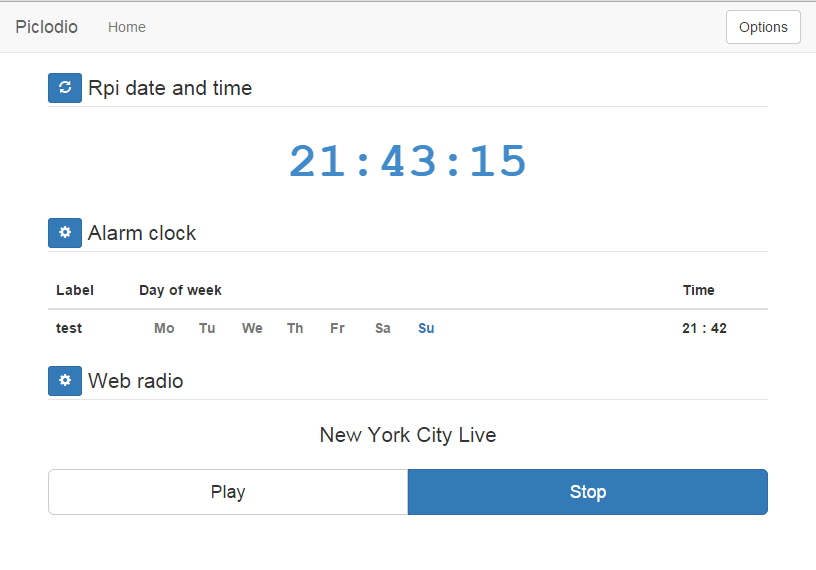 Piclodio Home Options
Rpi date and time
21:43:15
Alarm clock
Label Day of week Time
test Mo Tu We Th Fr Sa Su 21 : 42
Web radio
New York City Live
Play Stop